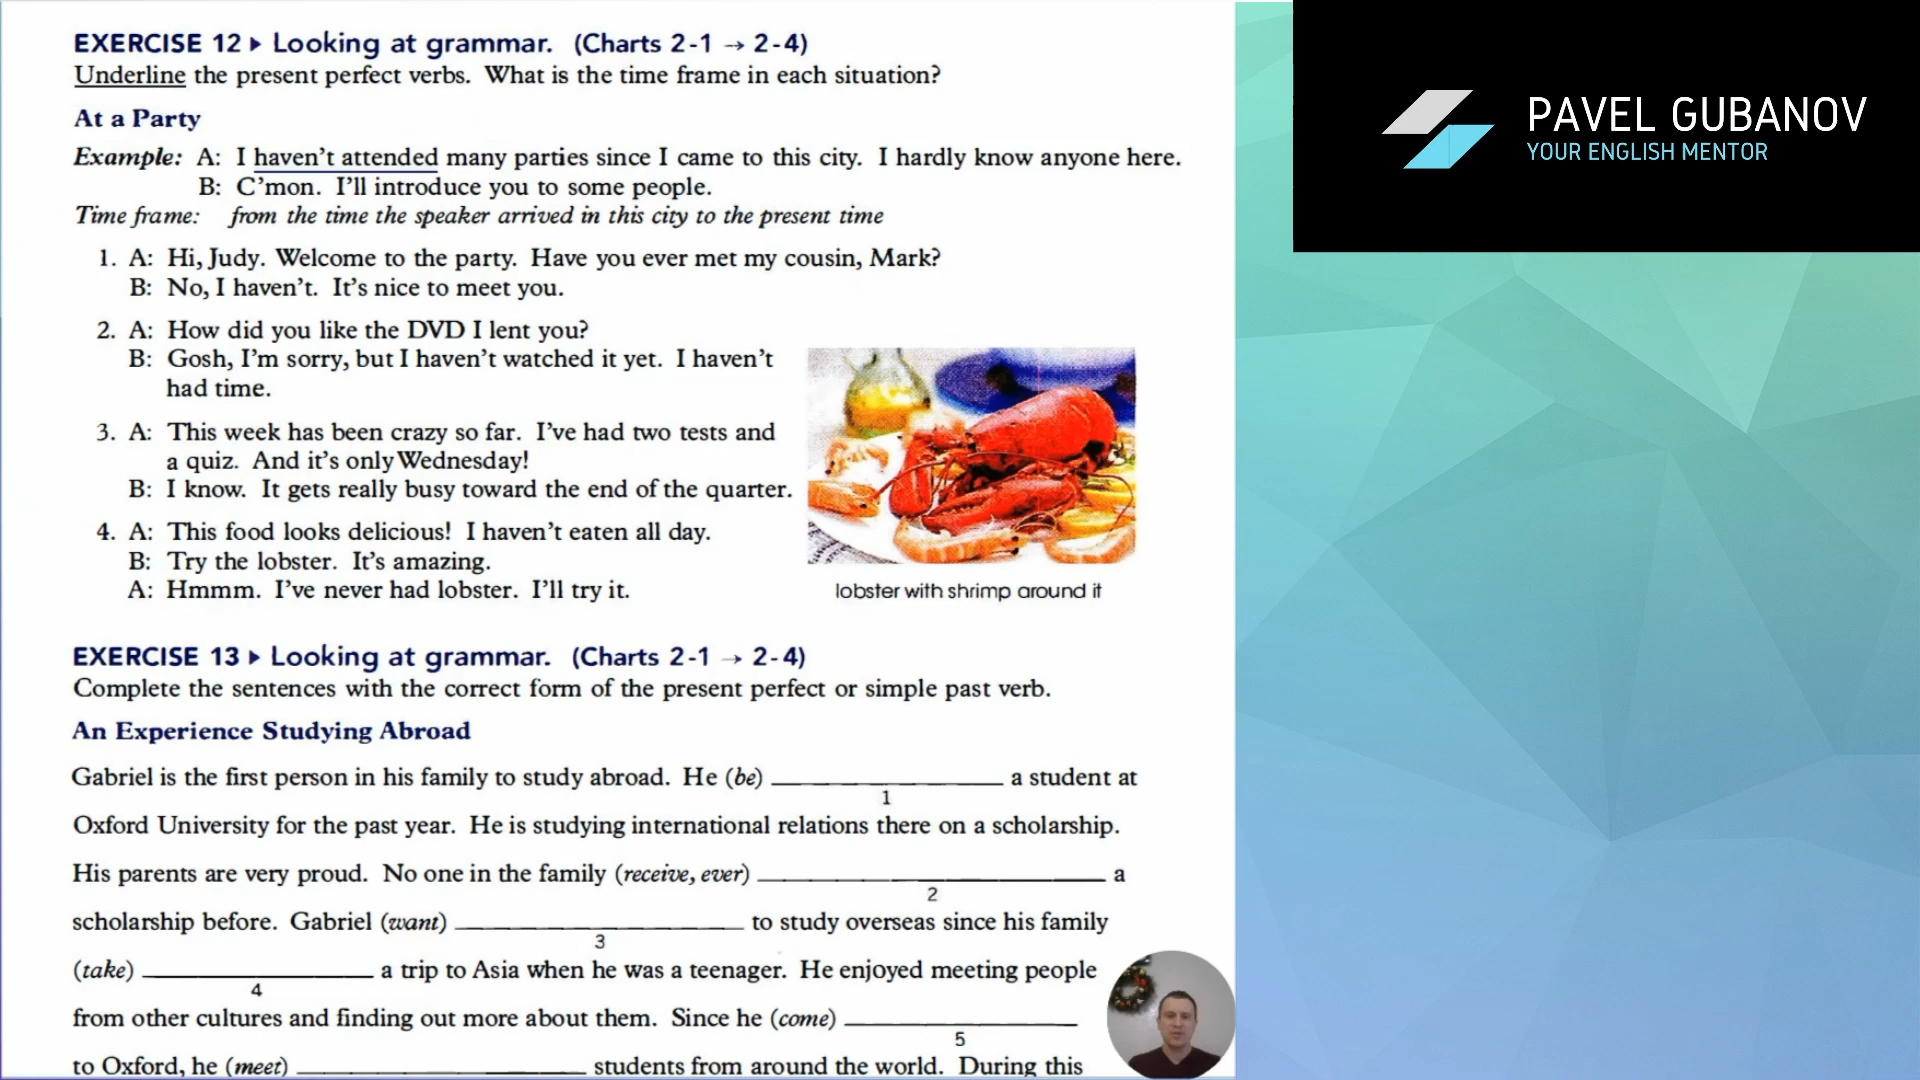 EXERCISE 12 ▸ Looking at grammar. (Charts 2-1 → 2-4)
Underline the present perfect verbs. What is the time frame in each situation?
At a Party
Example: A: I haven't attended many parties since I came to this city. I hardly know anyone here.
B: C'mon. I'll introduce you to some people.
Time frame: from the time the speaker arrived in this city to the present time
1. A: Hi, Judy. Welcome to the party. Have you ever met my cousin, Mark?
B: No, I haven't. It's nice to meet you.
2. A: How did you like the DVD I lent you?
B: Gosh, I'm sorry, but I haven't watched it yet. I haven't
had time.
3. A: This week has been crazy so far. I've had two tests and
a quiz. And it's only Wednesday!
B: I know. It gets really busy toward the end of the quarter.
4. A: This food looks delicious! I haven't eaten all day.
B: Try the lobster. It's amazing.
A: Hmmm. I've never had lobster. I'll try it.
lobster with shrimp around it
EXERCISE 13 ▸ Looking at grammar. (Charts 2-1 → 2-4)
Complete the sentences with the correct form of the present perfect or simple past verb.
An Experience Studying Abroad
Gabriel is the first person in his family to study abroad. He (be) ________ a student at
1
Oxford University for the past year. He is studying international relations there on a scholarship.
His parents are very proud. No one in the family (receive, ever) ________ a
2
scholarship before. Gabriel (want) ________ to study overseas since his family
3
(take) ________ a trip to Asia when he was a teenager. He enjoyed meeting people
4
from other cultures and finding out more about them. Since he (come) ________
5
to Oxford, he (meet) ________ students from around the world. During this
PAVEL GUBANOV
YOUR ENGLISH MENTOR